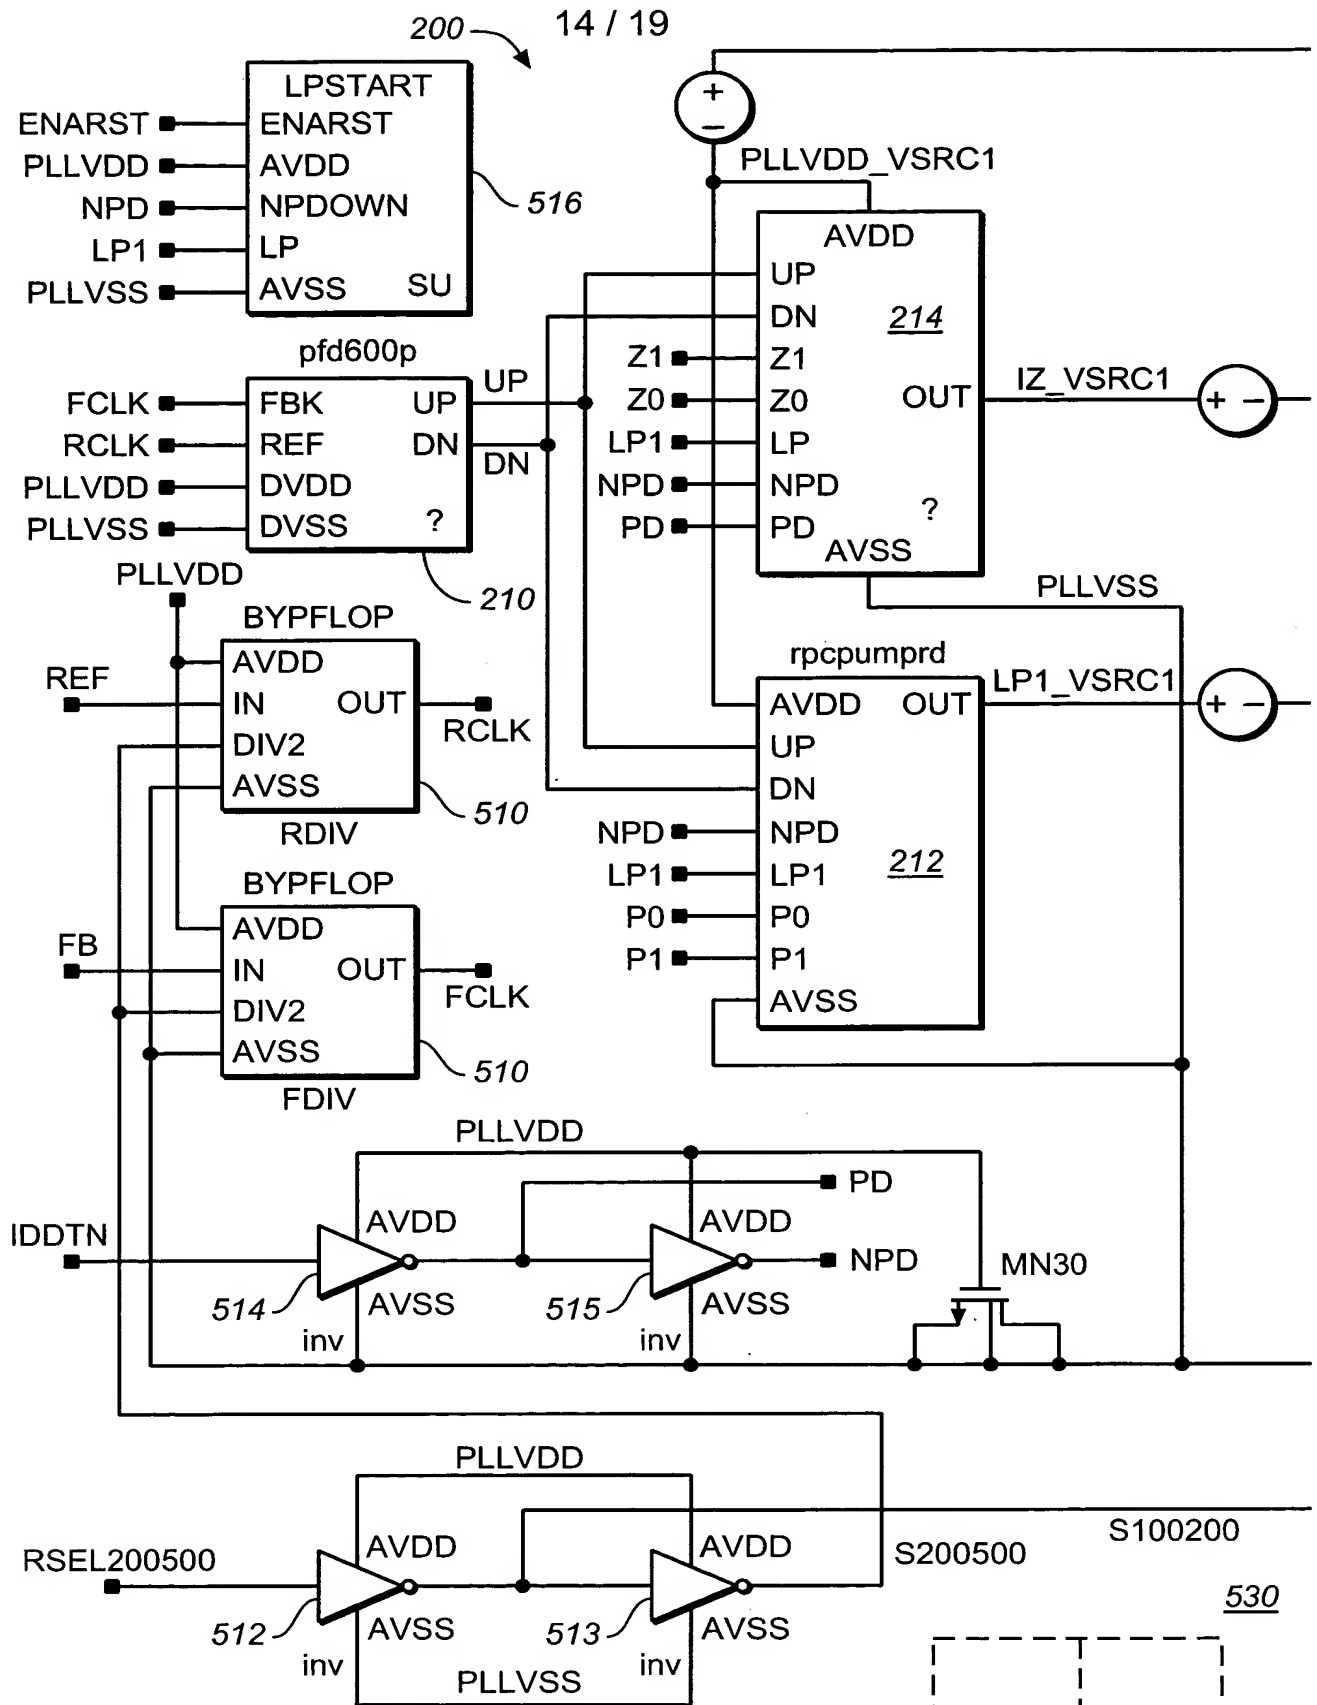 14 / 19
200
LPSTART
ENARST ENARST
PLLVDD AVDD
NPD NPDOWN
LP1 LP
PLLVSS AVSS SU
516
pfd600p
FCLK FBK UP UP
RCLK REF DN DN
PLLVDD DVDD
PLLVSS DVSS ?
210
+
−
PLLVDD_VSRC1
AVDD
UP
DN 214
Z1 Z1
Z0 Z0 OUT IZ_VSRC1 + −
LP1 LP
NPD NPD
PD PD ?
AVSS
PLLVSS
PLLVDD
BYPFLOP
AVDD
REF IN OUT RCLK
DIV2
AVSS
510
RDIV
BYPFLOP
AVDD
FB IN OUT FCLK
DIV2
AVSS
510
FDIV
rpcpumprd
AVDD OUT LP1_VSRC1 + −
UP
DN
NPD NPD
LP1 LP1 212
P0 P0
P1 P1
AVSS
PLLVDD
PD
IDDTN AVDD AVDD
NPD MN30
514 AVSS 515 AVSS
inv inv
PLLVDD
S100200
RSEL200500 AVDD AVDD S200500
512 AVSS 513 AVSS
inv inv
PLLVSS
530